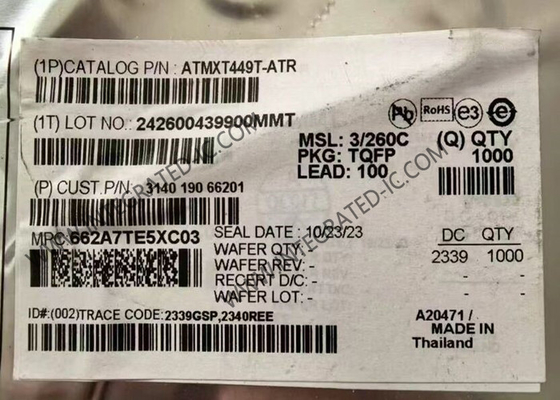 (1P)CATALOG P/N : ATMXT449T-ATR
(1T) LOT NO.: 242600439900MMT
Pb RoHS e3 e
MSL: 3/260C (Q) QTY
PKG: TQFP 1000
LEAD: 100
(P) CUST.P/N: 3140 190 66201
MPC 662A7TE5XC03
SEAL DATE : 10/23/23
WAFER QTY: -
WAFER REV: -
RECERT D/C: -
WAFER LOT: -
DC QTY
2339 1000
ID#:(002)TRACE CODE:2339GSP,2340REE
A20471 /
MADE IN
Thailand
WWW.INTEGRATED-IC.COM